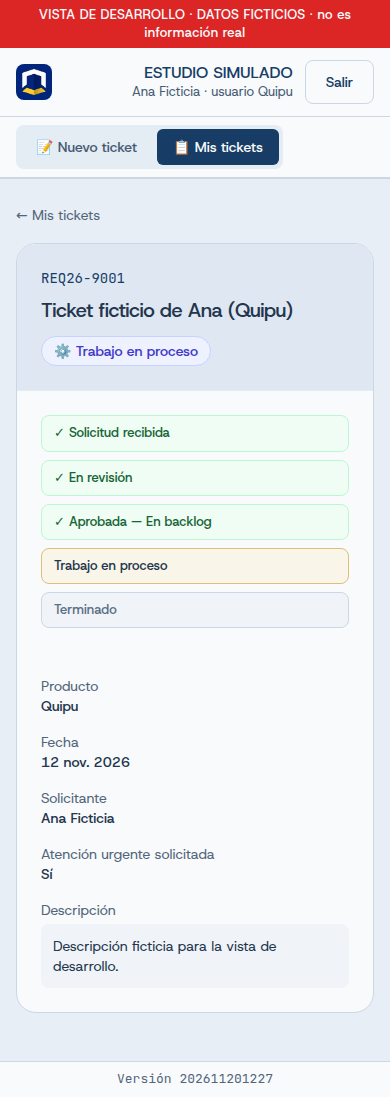 VISTA DE DESARROLLO · DATOS FICTICIOS · no es
información real
ESTUDIO SIMULADO
Ana Ficticia · usuario Quipu
Salir
📝 Nuevo ticket
📋 Mis tickets
← Mis tickets
REQ26-9001
Ticket ficticio de Ana (Quipu)
⚙️ Trabajo en proceso
✓ Solicitud recibida
✓ En revisión
✓ Aprobada — En backlog
Trabajo en proceso
Terminado
Producto
Quipu
Fecha
12 nov. 2026
Solicitante
Ana Ficticia
Atención urgente solicitada
Sí
Descripción
Descripción ficticia para la vista de
desarrollo.
Versión 202611201227